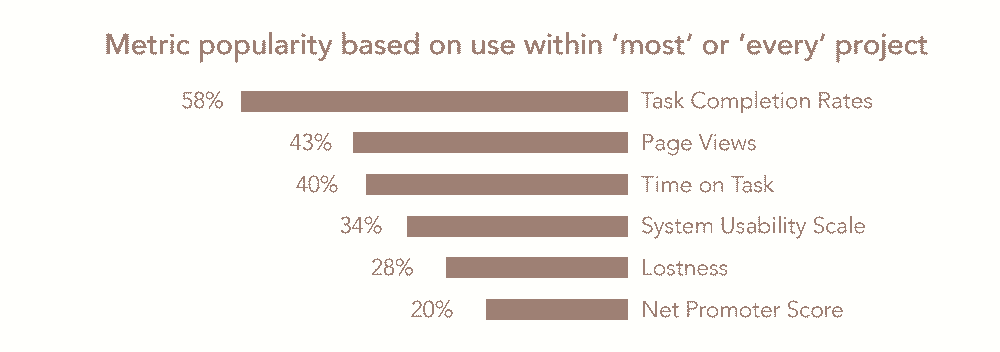 Metric popularity based on use within ‘most’ or ‘every’ project
58% Task Completion Rates
43% Page Views
40% Time on Task
34% System Usability Scale
28% Lostness
20% Net Promoter Score